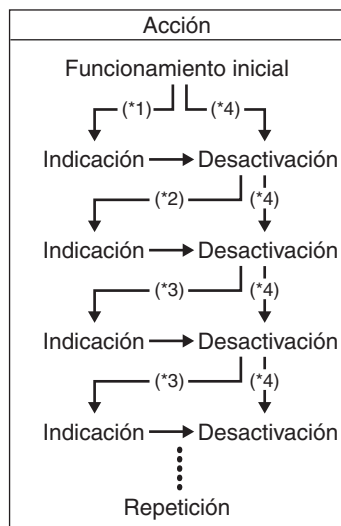 Acción
Funcionamiento inicial
(*1) (*4)
Indicación Desactivación
(*2) (*4)
Indicación Desactivación
(*3) (*4)
Indicación Desactivación
(*3) (*4)
Indicación Desactivación
Repetición